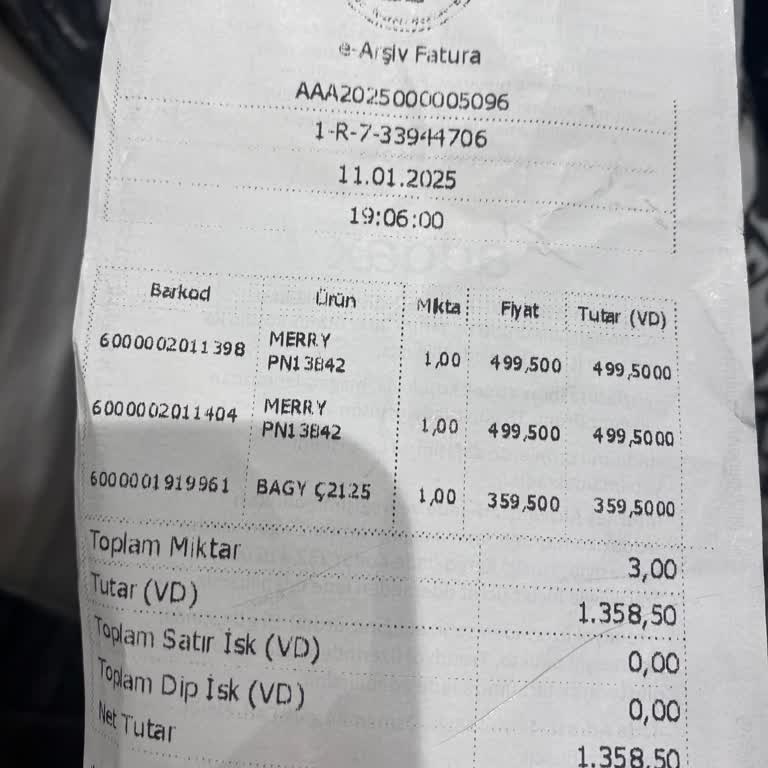 e-Arşiv Fatura
AAA2025000005096
1-R-7-33944706
11.01.2025
19:06:00
Barkod Ürün Mkta Fiyat Tutar (VD)
6000002011398 MERRY PN13842 1,00 499,500 499,5000
6000002011404 MERRY PN13842 1,00 499,500 499,5000
6000001919961 BAGY Ç2125 1,00 359,500 359,5000
Toplam Miktar 3,00
Tutar (VD) 1.358,50
Toplam Satır İsk (VD) 0,00
Toplam Dip İsk (VD) 0,00
Net Tutar 1.358,50